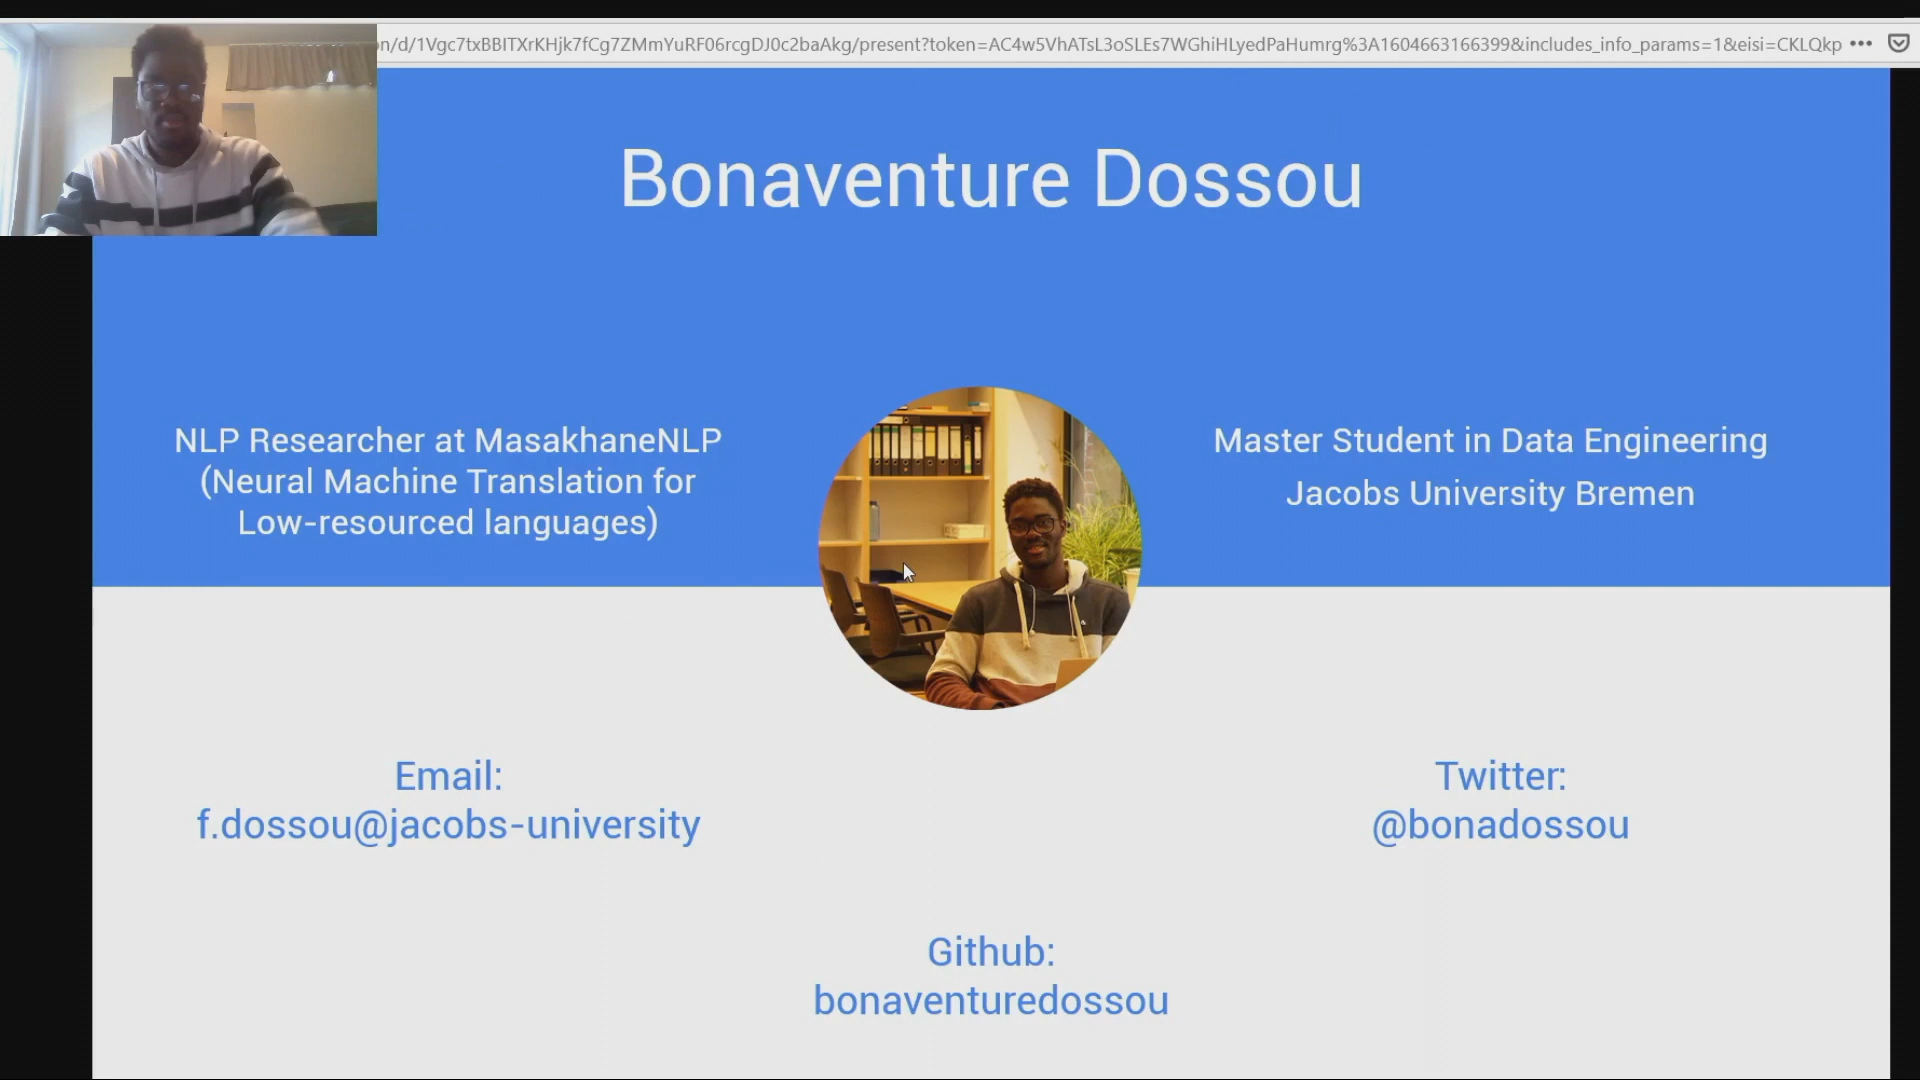 n/d/1Vgc7txBBITXrKHjk7fCg7ZMmYuRF06rcgDJ0c2baAkg/present?token=AC4w5VhATsL3oSLEs7WGhiHLyedPaHumrg%3A1604663166399&includes_info_params=1&eisi=CKLQkp
Bonaventure Dossou
NLP Researcher at MasakhaneNLP
(Neural Machine Translation for
Low-resourced languages)
Master Student in Data Engineering
Jacobs University Bremen
Email:
f.dossou@jacobs-university
Twitter:
@bonadossou
Github:
bonaventuredossou